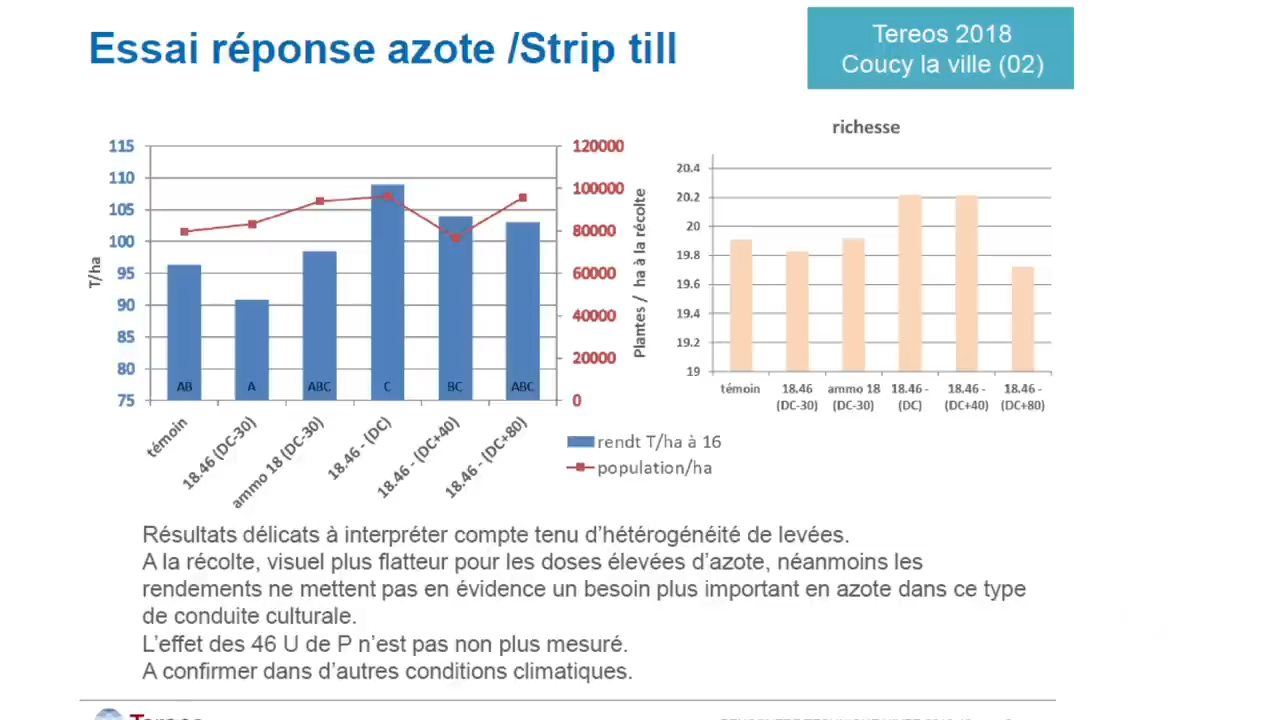 Essai réponse azote /Strip till
Tereos 2018
Coucy la ville (02)
115
110
105
100
95
90
85
80
75
T/ha
120000
100000
80000
60000
40000
20000
0
Plantes / ha à la récolte
AB
A
ABC
C
BC
ABC
témoin
18.46 (DC-30)
ammo 18 (DC-30)
18.46 - (DC)
18.46 - (DC+40)
18.46 - (DC+80)
rendt T/ha à 16
population/ha
richesse
20.4
20.2
20
19.8
19.6
19.4
19.2
19
témoin
18.46
(DC-30)
ammo 18
(DC-30)
18.46 -
(DC)
18.46 -
(DC+40)
18.46 -
(DC+80)
Résultats délicats à interpréter compte tenu d'hétérogénéité de levées.
A la récolte, visuel plus flatteur pour les doses élevées d'azote, néanmoins les
rendements ne mettent pas en évidence un besoin plus important en azote dans ce type
de conduite culturale.
L'effet des 46 U de P n'est pas non plus mesuré.
A confirmer dans d'autres conditions climatiques.
Tereos